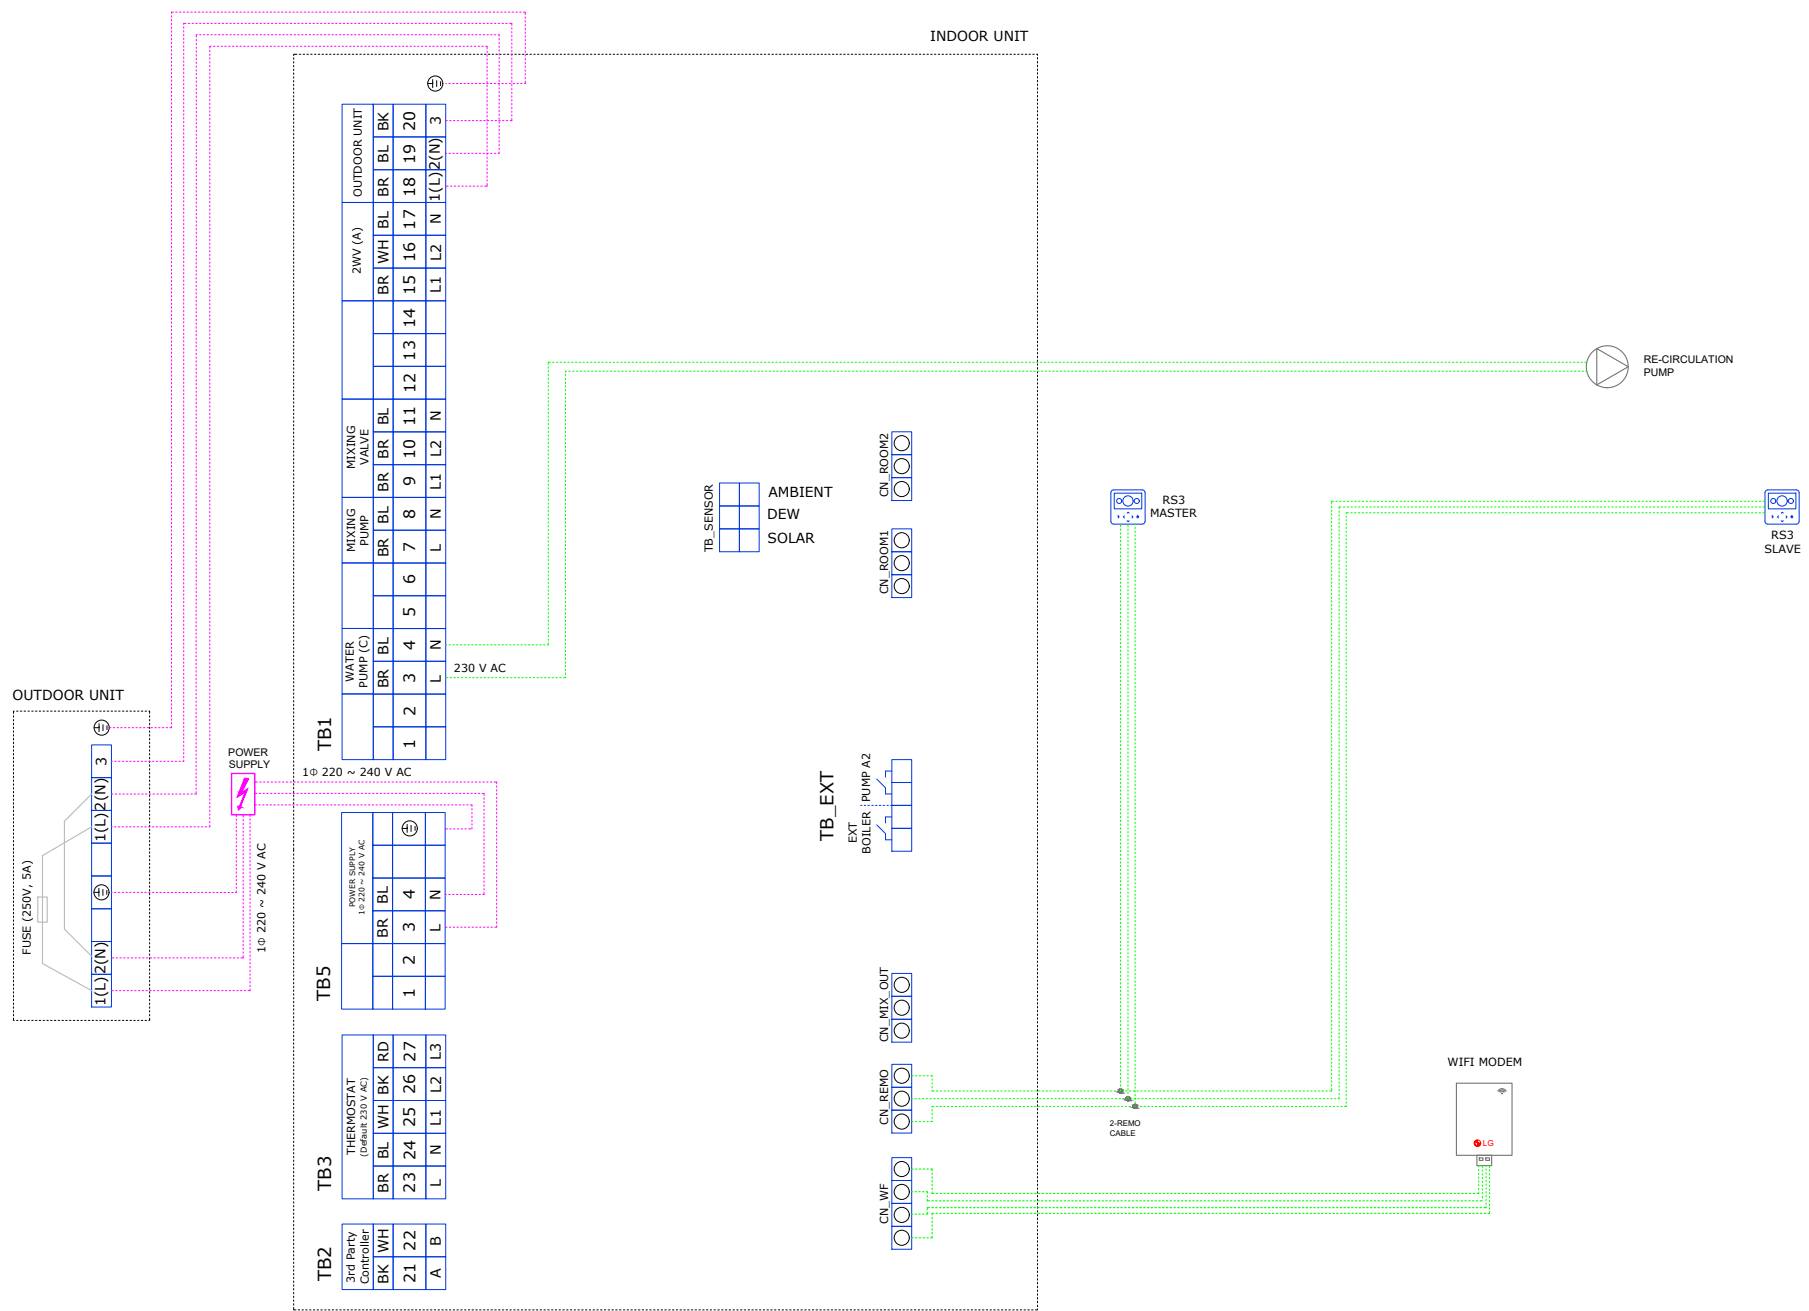 INDOOR UNIT
OUTDOOR UNIT
BK 20 3
BL 19 2(N)
BR 18 1(L)
2WV (A)
BL 17 N
WH 16 L2
BR 15 L1
14
13
12
MIXING
VALVE
BL 11 N
BR 10 L2
BR 9 L1
MIXING
PUMP
BL 8 N
BR 7 L
6
5
WATER
PUMP (C)
BL 4 N
BR 3 L
2
1
TB1
230 V AC
RE-CIRCULATION
PUMP
CN_ROOM2
CN_ROOM1
TB_SENSOR
AMBIENT
DEW
SOLAR
RS3
MASTER
RS3
SLAVE
OUTDOOR UNIT
3
2(N)
1(L)
2(N)
1(L)
FUSE (250V, 5A)
POWER
SUPPLY
1Φ 220 ~ 240 V AC
1Φ 220 ~ 240 V AC
POWER SUPPLY
1Φ 220 ~ 240 V AC
BL 4 N
BR 3 L
2
1
TB5
TB_EXT
PUMP A2
EXT
BOILER
CN_MIX_OUT
CN_REMO
CN_WF
2-REMO
CABLE
WIFI MODEM
LG
THERMOSTAT
(Default 230 V AC)
RD 27 L3
BK 26 L2
WH 25 L1
BL 24 N
BR 23 L
TB3
3rd Party
Controller
WH 22 B
BK 21 A
TB2